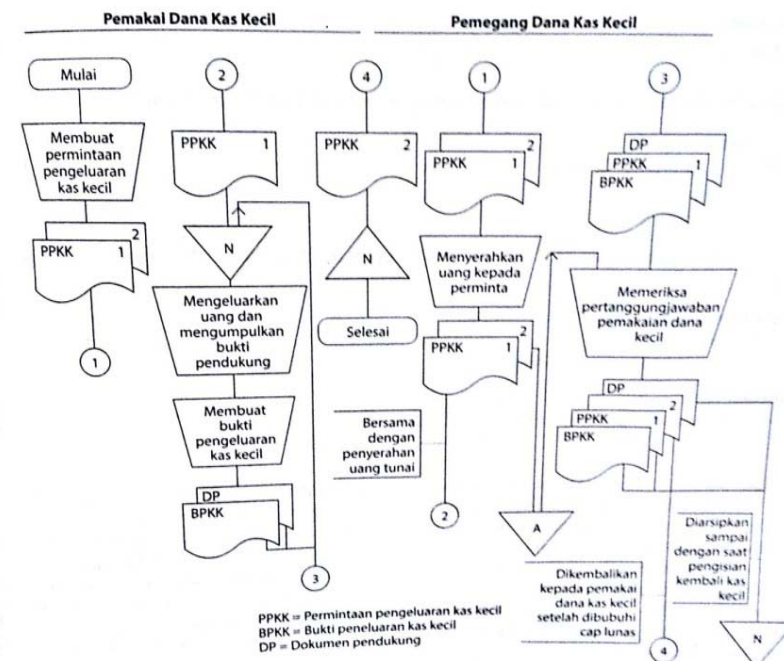 Pemakai Dana Kas Kecil
Pemegang Dana Kas Kecil
Mulai
Membuat
permintaan
pengeluaran
kas kecil
PPKK 1
2
1
2
PPKK 1
N
Mengeluarkan
uang dan
mengumpulkan
bukti
pendukung
Membuat
bukti
pengeluaran
kas kecil
DP
BPKK
3
4
PPKK 2
N
Selesai
1
2
PPKK 1
Menyerahkan
uang kepada
perminta
2
PPKK 1
Bersama
dengan
penyerahan
uang tunai
2
A
3
DP
PPKK 1
BPKK
Memeriksa
pertanggungjawaban
pemakaian dana
kecil
DP
2
PPKK 1
BPKK
Dikembalikan
kepada pemakai
dana kas kecil
setelah dibubuhi
cap lunas
4
Diarsipkan
sampai
dengan saat
pengisian
kembali kas
kecil
N
PPKK = Permintaan pengeluaran kas kecil
BPKK = Bukti peneluaran kas kecil
DP = Dokumen pendukung